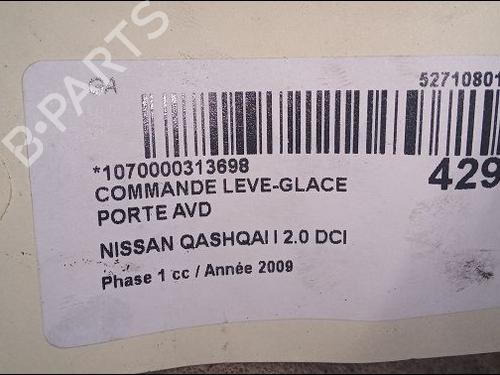 B-PARTS
QA
52710801
*1070000313698
429
COMMANDE LEVE-GLACE
PORTE AVD
NISSAN QASHQAI I 2.0 DCI
Phase 1 cc / Année 2009